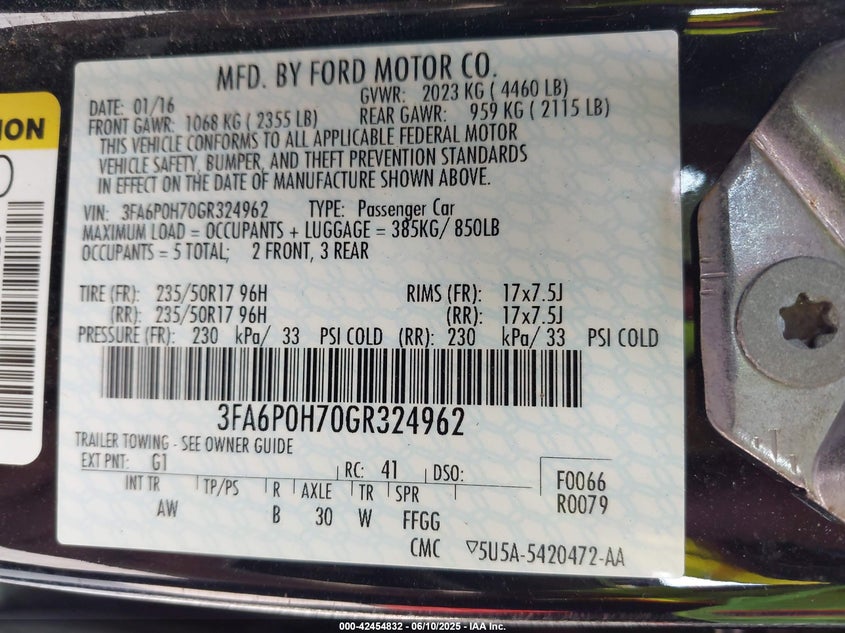 MFD. BY FORD MOTOR CO.
DATE: 01/16 GVWR: 2023 KG ( 4460 LB)
FRONT GAWR: 1068 KG ( 2355 LB) REAR GAWR: 959 KG ( 2115 LB)
THIS VEHICLE CONFORMS TO ALL APPLICABLE FEDERAL MOTOR
VEHICLE SAFETY, BUMPER, AND THEFT PREVENTION STANDARDS
IN EFFECT ON THE DATE OF MANUFACTURE SHOWN ABOVE.
VIN: 3FA6P0H70GR324962 TYPE: Passenger Car
MAXIMUM LOAD = OCCUPANTS + LUGGAGE = 385KG/ 850LB
OCCUPANTS = 5 TOTAL; 2 FRONT, 3 REAR
TIRE (FR): 235/50R17 96H RIMS (FR): 17x7.5J
(RR): 235/50R17 96H (RR): 17x7.5J
PRESSURE (FR): 230 kPa/ 33 PSI COLD (RR): 230 kPa/ 33 PSI COLD
3FA6P0H70GR324962
TRAILER TOWING - SEE OWNER GUIDE
EXT PNT: G1 RC: 41 DSO:
INT TR TP/PS R AXLE TR SPR
AW B 30 W FFGG
F0066
R0079
CMC ▽5U5A-5420472-AA
000-42454832 - 06/10/2025 - IAA Inc.